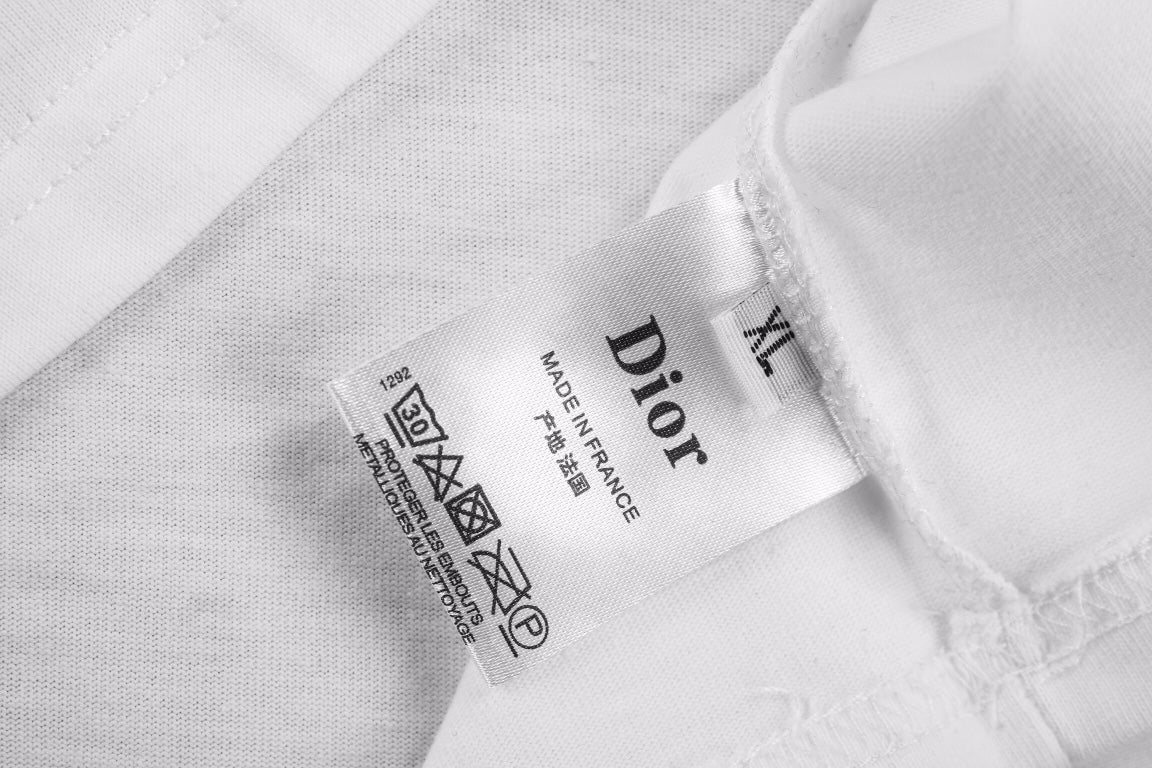 XL
Dior
MADE IN FRANCE
产地 法国
1292
30
P
PROTEGER LES EMBOUTS
METALLIQUES AU NETTOYAGE